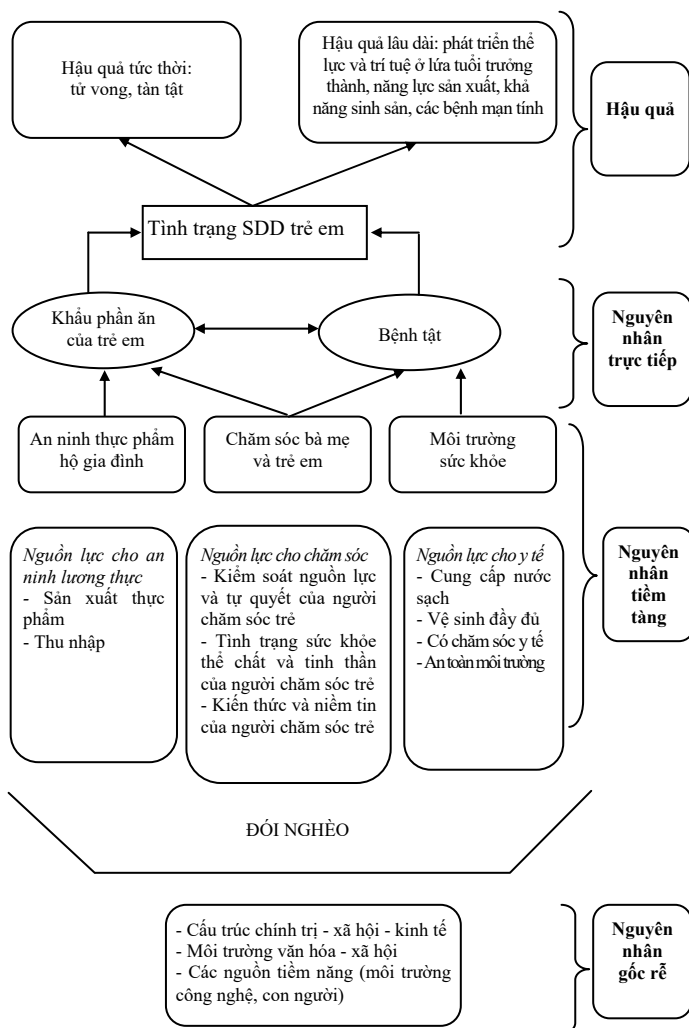 Hậu quả tức thời:
tử vong, tàn tật
Hậu quả lâu dài: phát triển thể
lực và trí tuệ ở lứa tuổi trưởng
thành, năng lực sản xuất, khả
năng sinh sản, các bệnh mạn tính
Hậu quả
Tình trạng SDD trẻ em
Khẩu phần ăn
của trẻ em
Bệnh tật
Nguyên
nhân
trực tiếp
An ninh thực phẩm
hộ gia đình
Chăm sóc bà mẹ
và trẻ em
Môi trường
sức khỏe
Nguồn lực cho an
ninh lương thực
- Sản xuất thực
phẩm
- Thu nhập
Nguồn lực cho chăm sóc
- Kiểm soát nguồn lực
và tự quyết của người
chăm sóc trẻ
- Tình trạng sức khỏe
thể chất và tinh thần
của người chăm sóc trẻ
- Kiến thức và niềm tin
của người chăm sóc trẻ
Nguồn lực cho y tế
- Cung cấp nước
sạch
- Vệ sinh đầy đủ
- Có chăm sóc y tế
- An toàn môi trường
Nguyên
nhân
tiềm
tàng
ĐÓI NGHÈO
- Cấu trúc chính trị - xã hội - kinh tế
- Môi trường văn hóa - xã hội
- Các nguồn tiềm năng (môi trường
công nghệ, con người)
Nguyên
nhân
gốc rễ